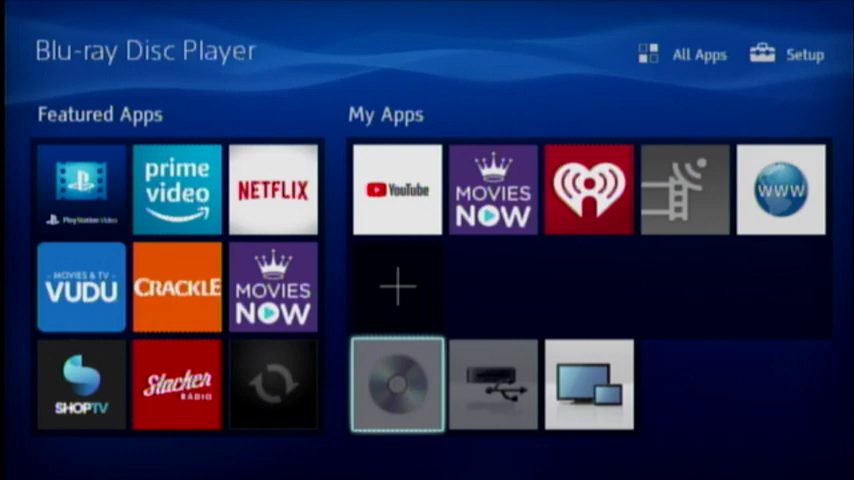 Blu-ray Disc Player
All Apps
Setup
Featured Apps
My Apps
PlayStation Video
prime video
NETFLIX
YouTube
MOVIES NOW
www
MOVIES & TV
VUDU
CRACKLE
MOVIES NOW
SHOPTV
Stacker
RADIO